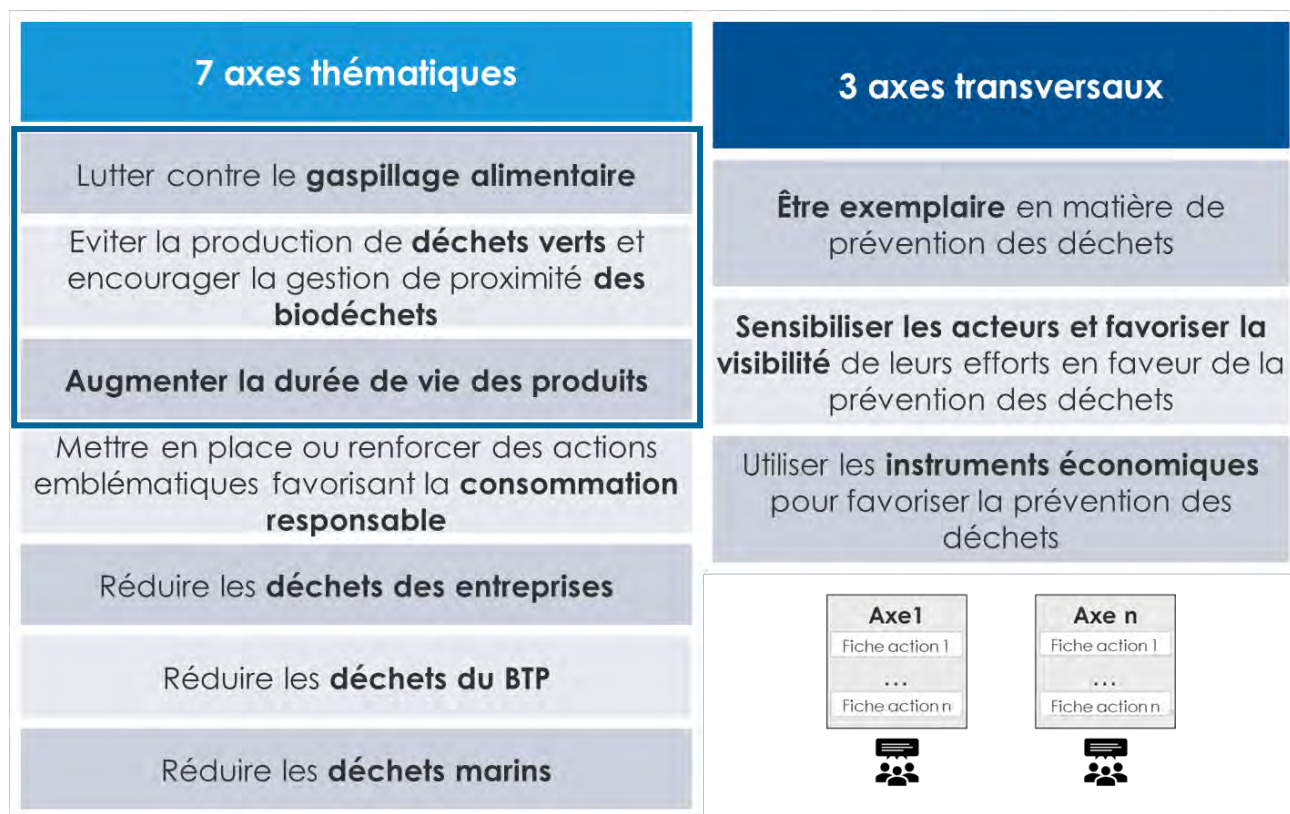 7 axes thématiques
Lutter contre le gaspillage alimentaire
Eviter la production de déchets verts et
encourager la gestion de proximité des
biodéchets
Augmenter la durée de vie des produits
Mettre en place ou renforcer des actions
emblématiques favorisant la consommation
responsable
Réduire les déchets des entreprises
Réduire les déchets du BTP
Réduire les déchets marins
3 axes transversaux
Être exemplaire en matière de
prévention des déchets
Sensibiliser les acteurs et favoriser la
visibilité de leurs efforts en faveur de la
prévention des déchets
Utiliser les instruments économiques
pour favoriser la prévention des
déchets
Axe1
Fiche action 1
...
Fiche action n
Axe n
Fiche action 1
...
Fiche action n